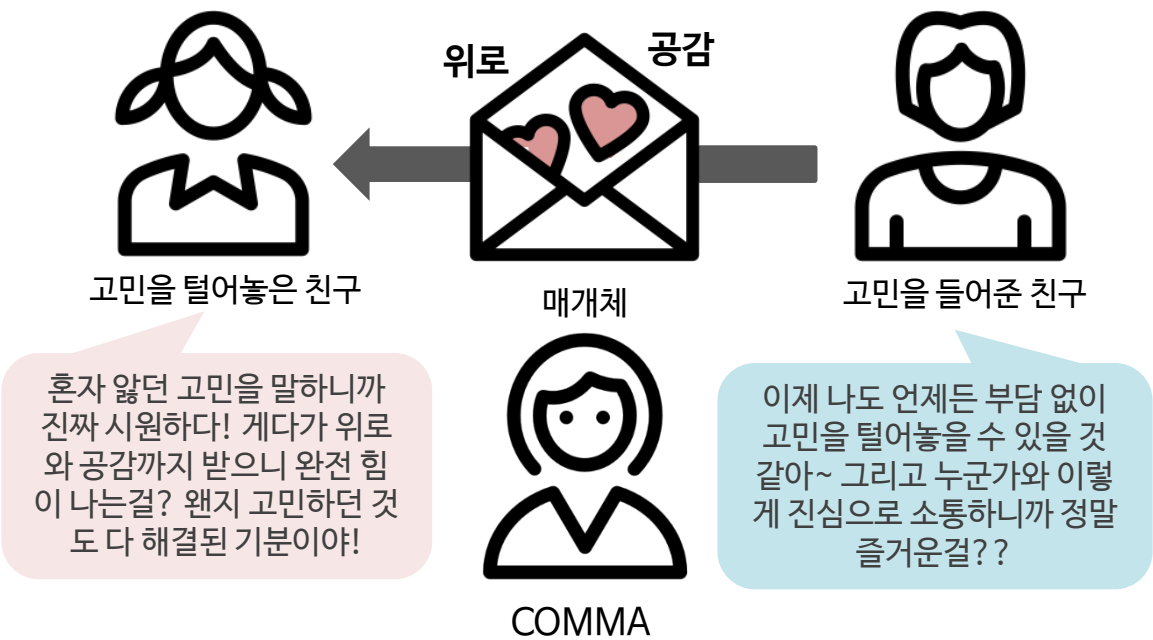 위로
공감
고민을 털어놓은 친구
매개체
고민을 들어준 친구
혼자 앓던 고민을 말하니까
진짜 시원하다! 게다가 위로
와 공감까지 받으니 완전 힘
이 나는걸? 왠지 고민하던 것
도 다 해결된 기분이야!
이제 나도 언제든 부담 없이
고민을 털어놓을 수 있을 것
같아~ 그리고 누군가와 이렇
게 진심으로 소통하니까 정말
즐거운걸??
COMMA